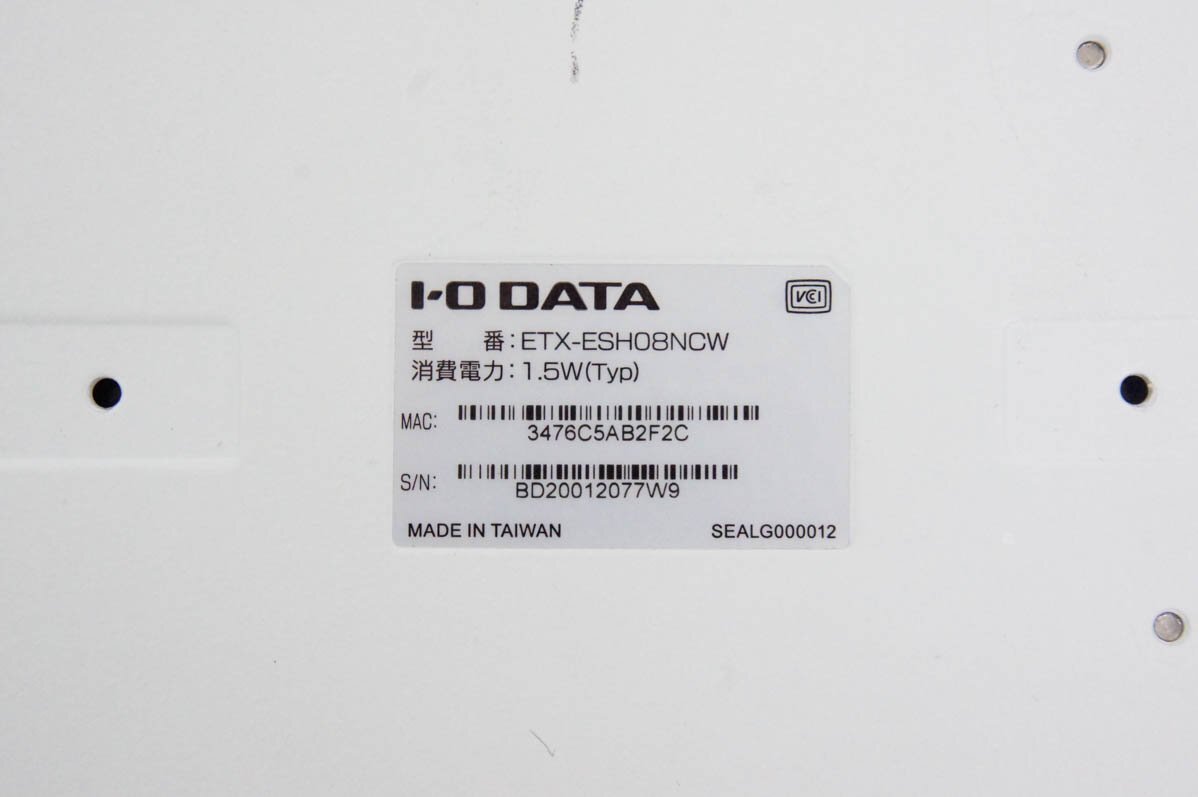 I-O DATA
VCI
型 番：ETX-ESH08NCW
消費電力：1.5W(Typ)
MAC: 3476C5AB2F2C
S/N: BD20012077W9
MADE IN TAIWAN SEALG000012